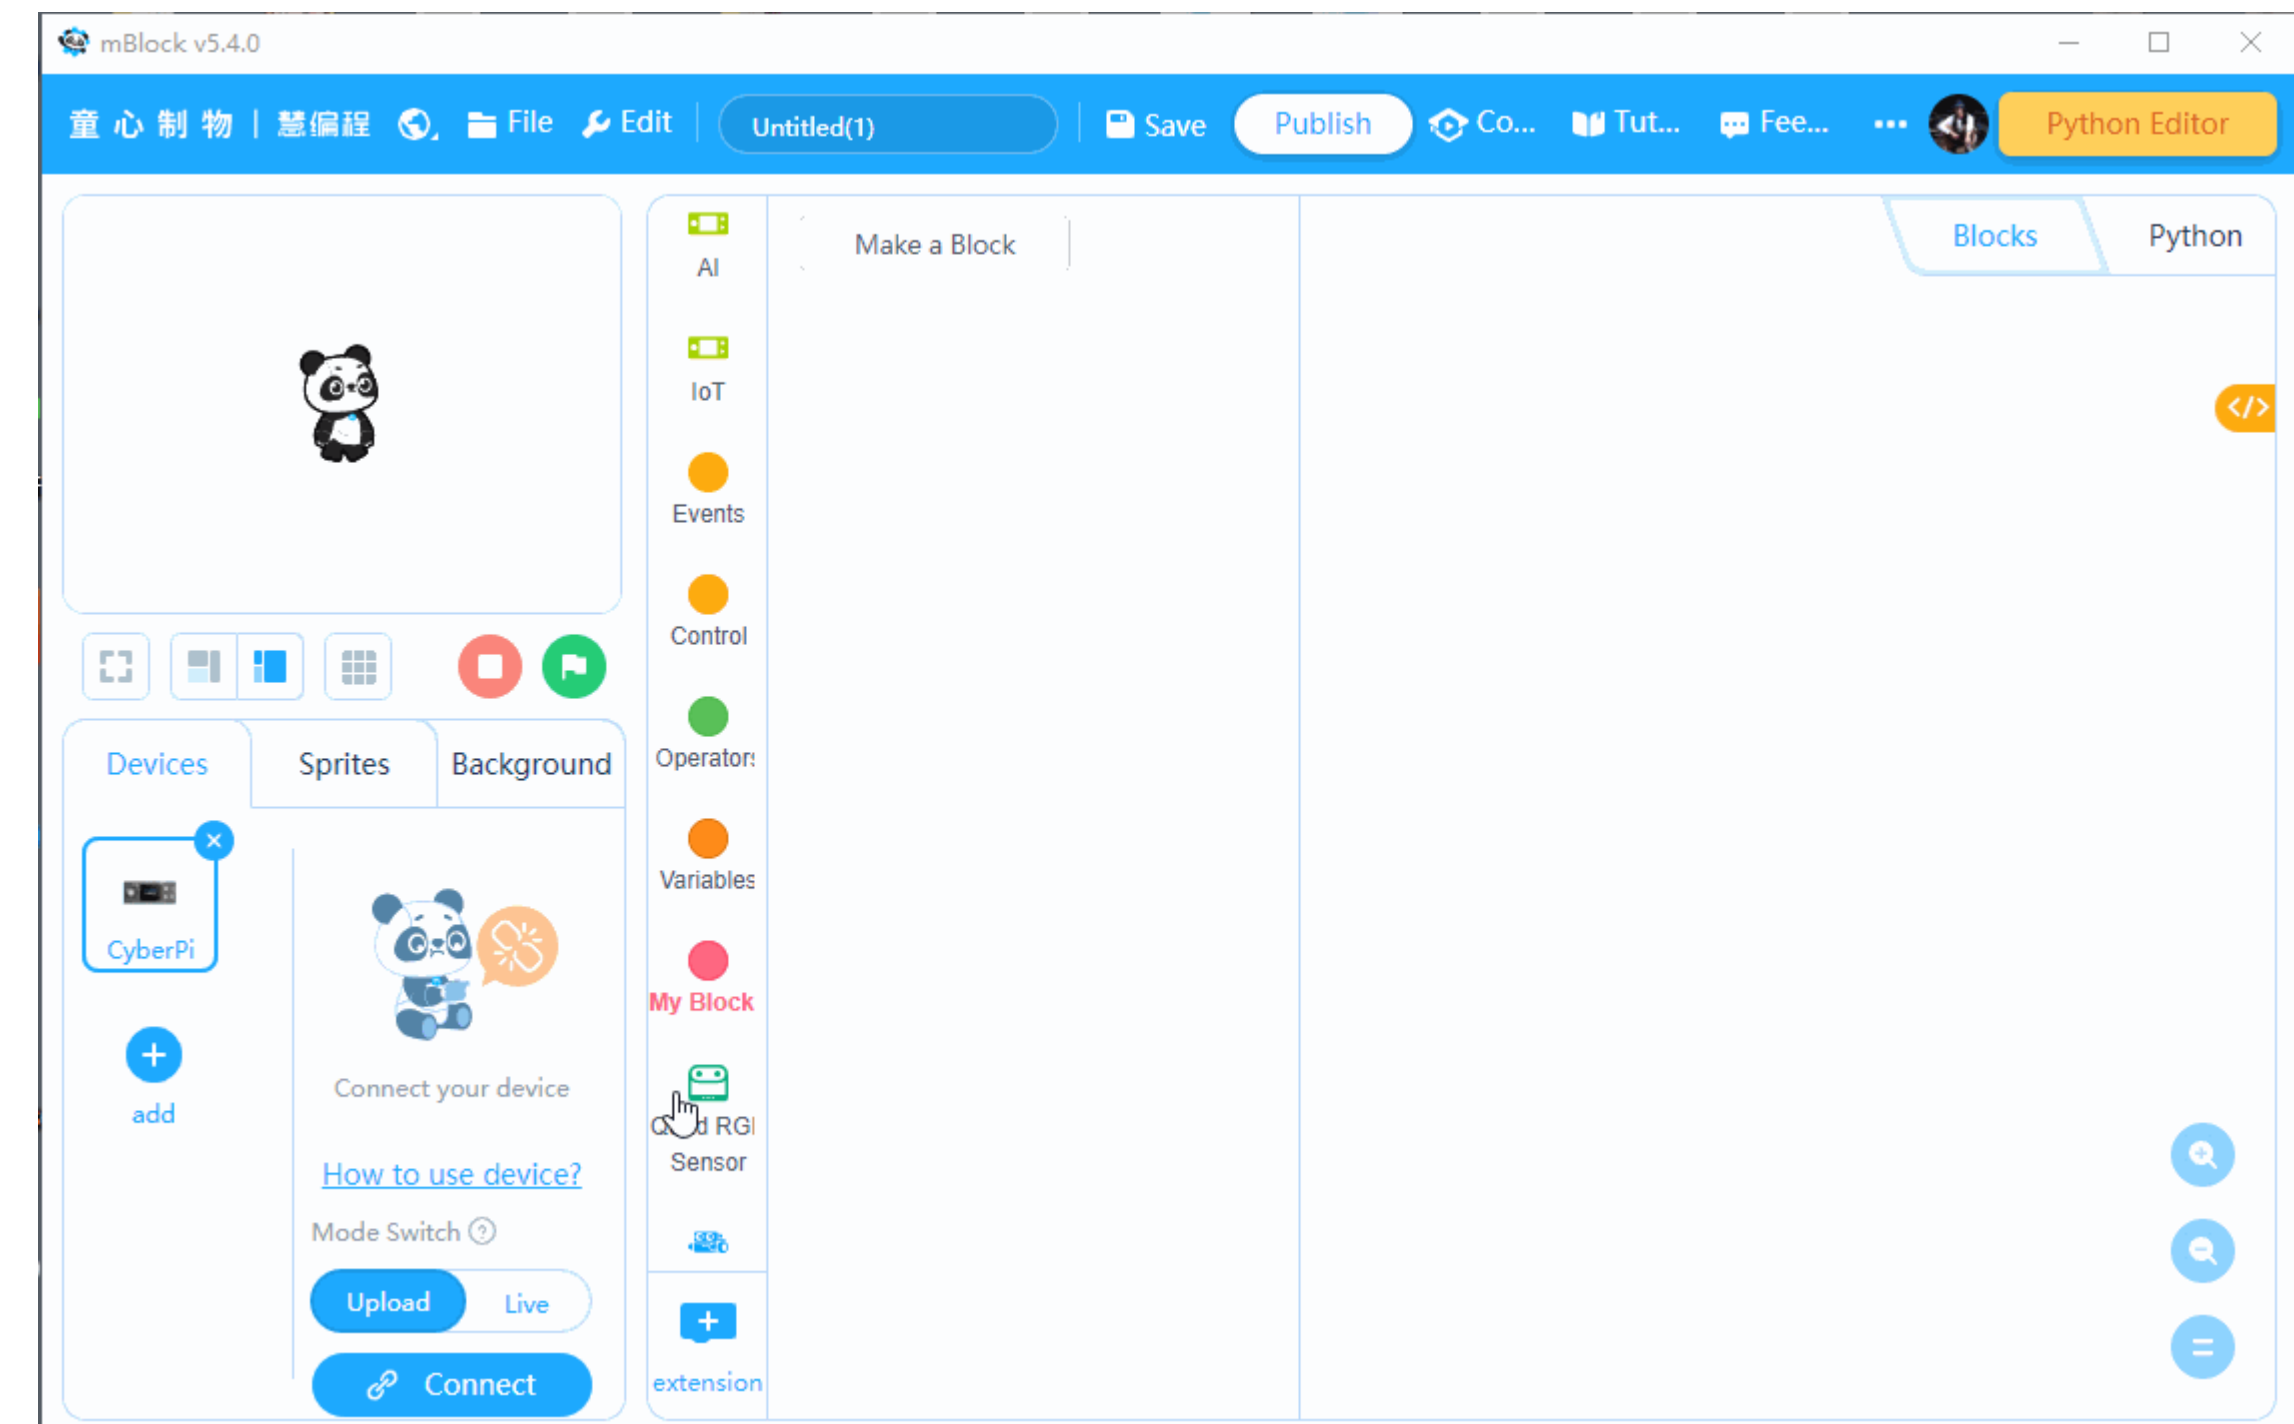 mBlock v5.4.0
童心制物 | 慧编程 File Edit Untitled(1) Save Publish Co... Tut... Fee... ... Python Editor
AI
Make a Block
Blocks
Python
IoT
</>
Events
Control
Operators
Variables
My Block
RGI
Sensor
extension
Devices
Sprites
Background
CyberPi
add
Connect your device
How to use device?
Mode Switch ?
Upload
Live
Connect